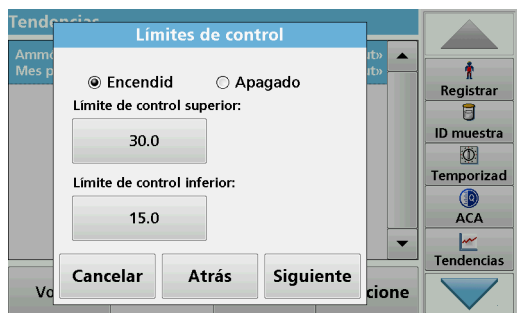 Tendencias
Límites de control
Mes
Encendid
Apagado
Límite de control superior:
30.0
Límite de control inferior:
15.0
Cancelar
Atrás
Siguiente
Registrar
ID muestra
Temporizad
ACA
Tendencias